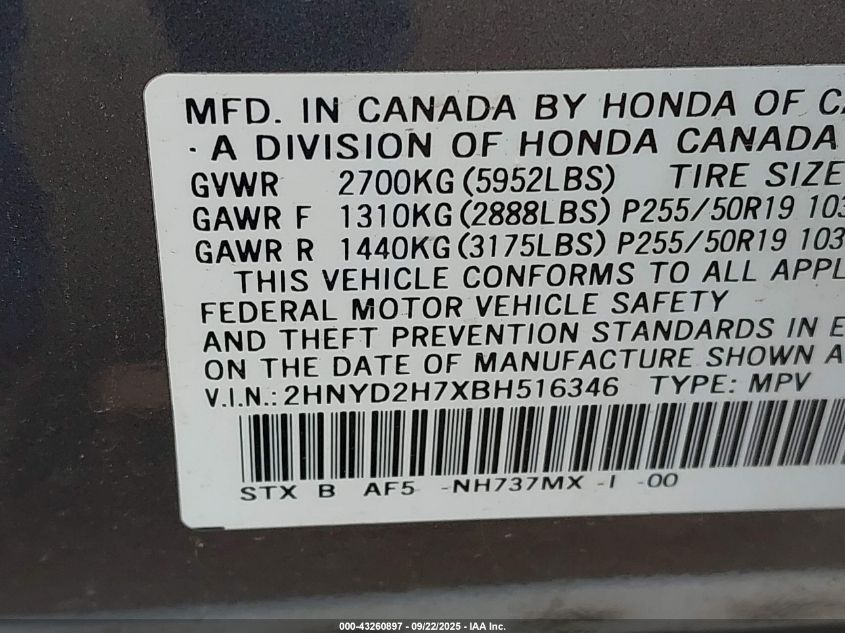 MFD. IN CANADA BY HONDA OF
· A DIVISION OF HONDA CANADA
GVWR 2700KG (5952LBS) TIRE SIZE
GAWR F 1310KG (2888LBS) P255/50R19 103
GAWR R 1440KG (3175LBS) P255/50R19 103
THIS VEHICLE CONFORMS TO ALL
FEDERAL MOTOR VEHICLE SAFETY
AND THEFT PREVENTION STANDARDS IN
ON THE DATE OF MANUFACTURE SHOWN
V.I.N.: 2HNYD2H7XBH516346 TYPE: MPV
STX B AF5 -NH737MX -I -00
000-43260897 - 09/22/2025 - IAA Inc.